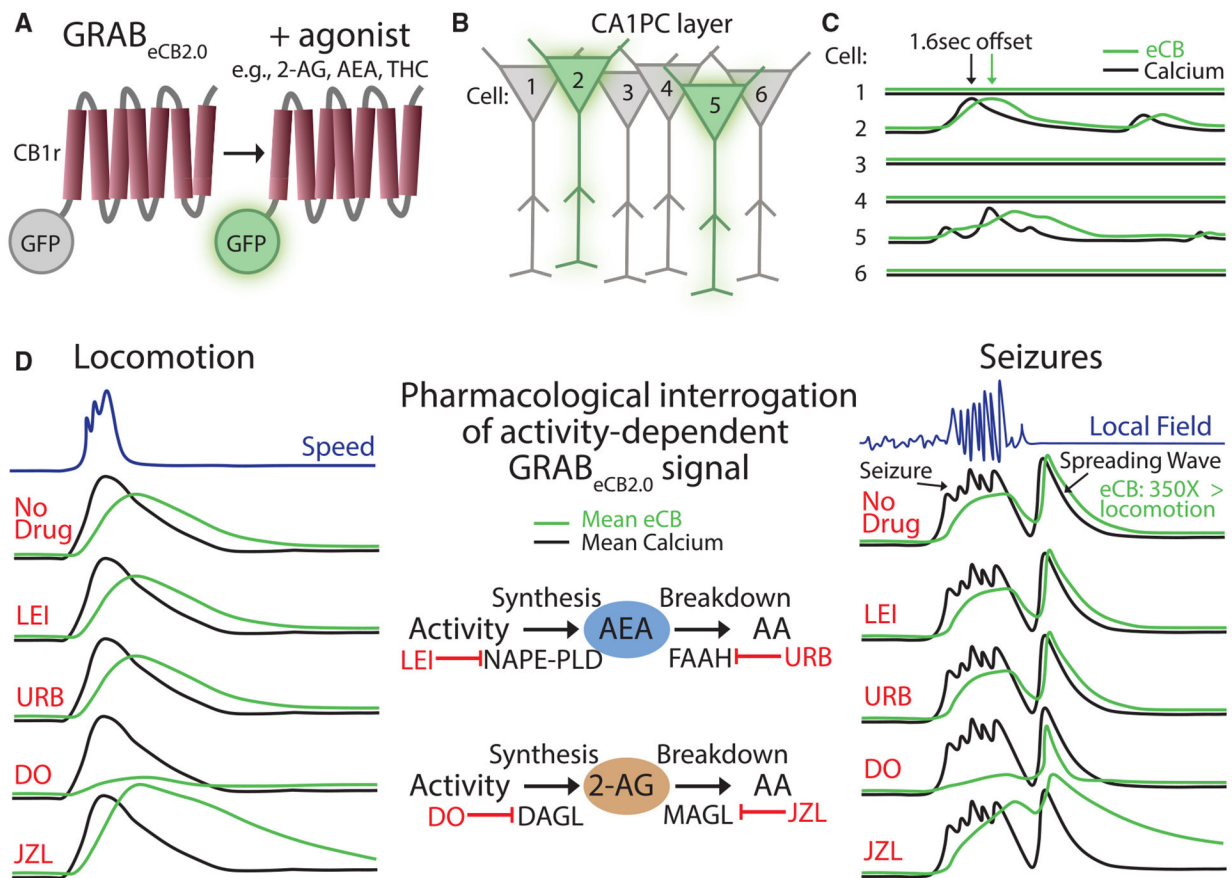 A
GRAB eCB2.0
+ agonist
e.g., 2-AG, AEA, THC
CB1r
GFP
GFP
B
CA1PC layer
Cell:
1
2
3
4
5
6
C
1.6sec offset
eCB
Calcium
Cell:
1
2
3
4
5
6
D
Locomotion
Speed
No
Drug
LEI
URB
DO
JZL
Pharmacological interrogation
of activity-dependent
GRAB eCB2.0 signal
Mean eCB
Mean Calcium
Synthesis Breakdown
Activity AEA AA
LEI NAPE-PLD FAAH URB
Synthesis Breakdown
Activity 2-AG AA
DO DAGL MAGL JZL
Seizures
Local Field
Seizure
Spreading Wave
eCB: 350X >
locomotion
No
Drug
LEI
URB
DO
JZL